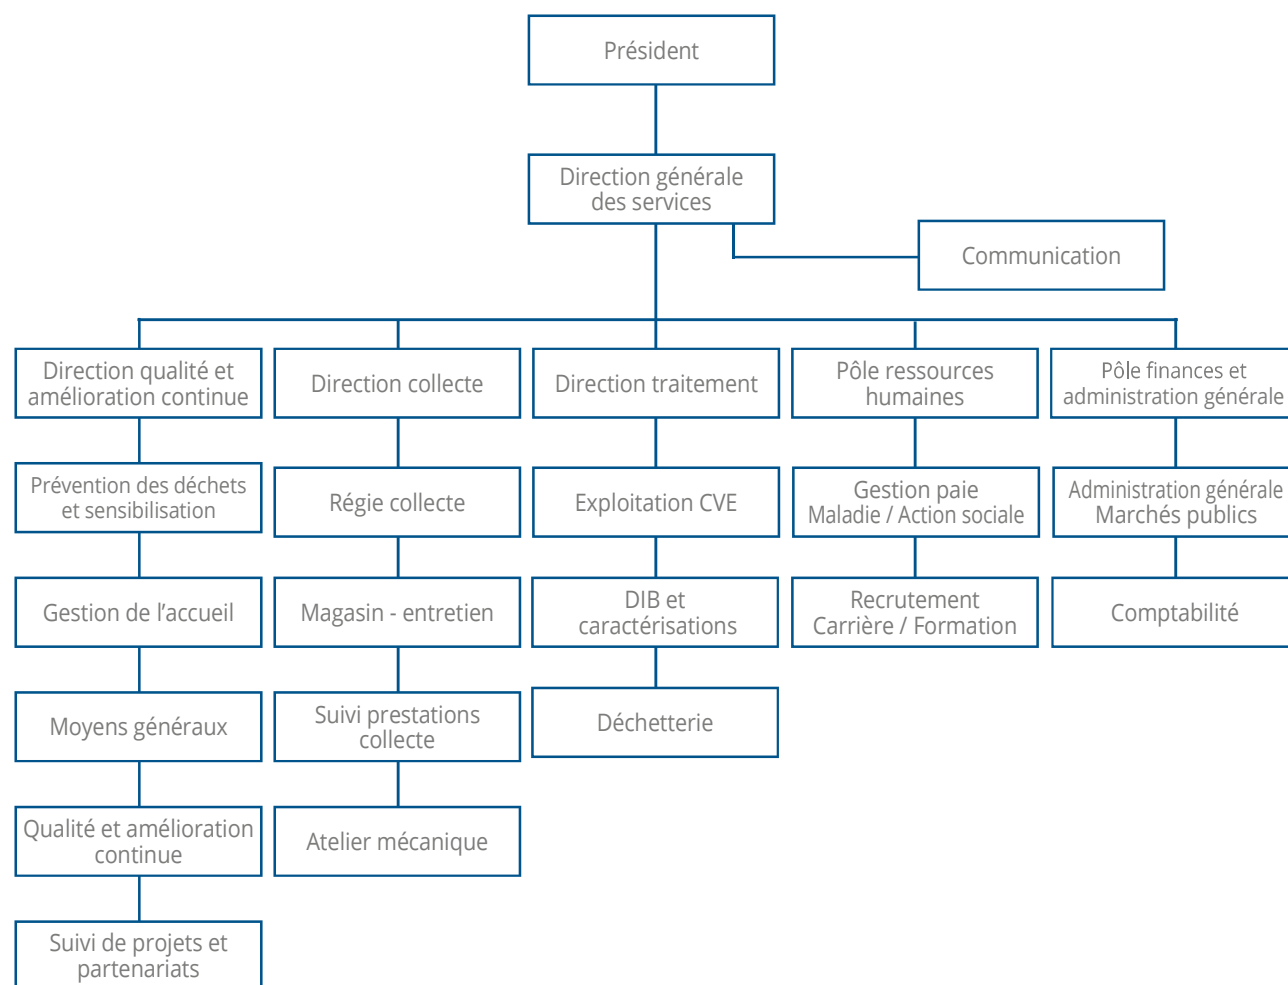 Président
Direction générale
des services
Communication
Direction qualité et
amélioration continue
Direction collecte
Direction traitement
Pôle ressources
humaines
Pôle finances et
administration générale
Prévention des déchets
et sensibilisation
Régie collecte
Exploitation CVE
Gestion paie
Maladie / Action sociale
Administration générale
Marchés publics
Gestion de l’accueil
Magasin - entretien
DIB et
caractérisations
Recrutement
Carrière / Formation
Comptabilité
Moyens généraux
Suivi prestations
collecte
Déchetterie
Qualité et amélioration
continue
Atelier mécanique
Suivi de projets et
partenariats